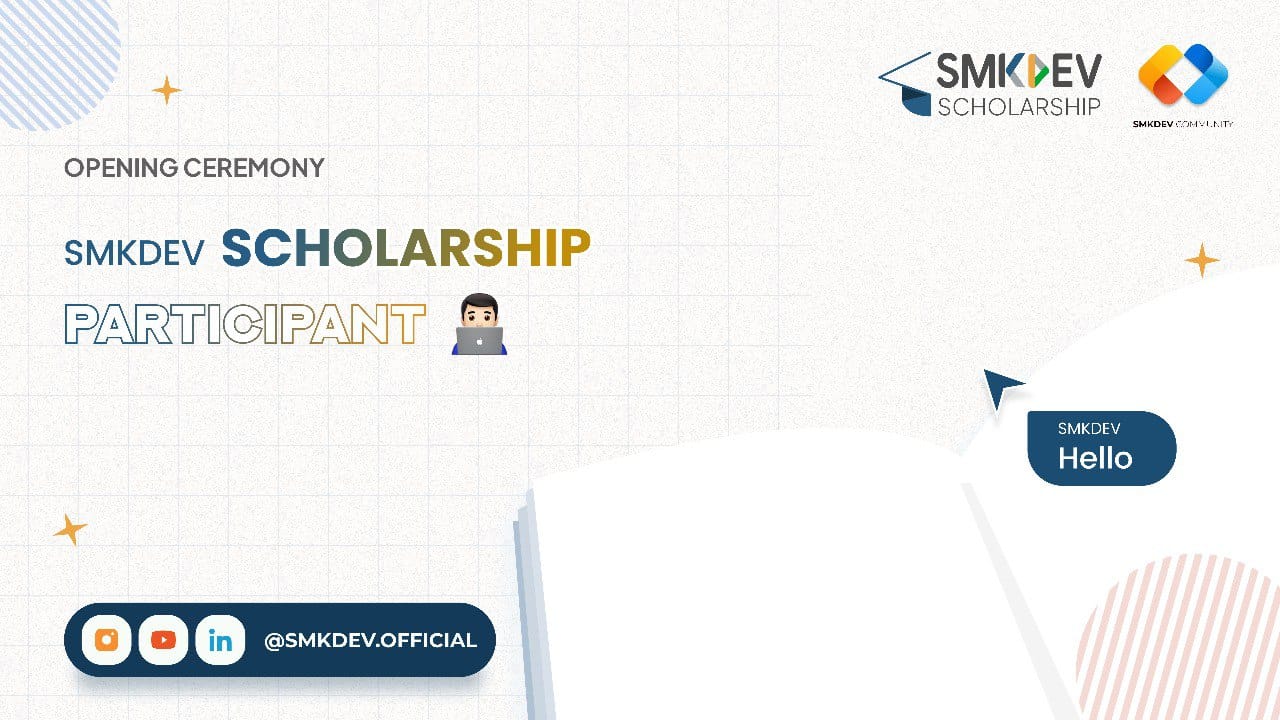 SMKDEV
SCHOLARSHIP
SMKDEV COMMUNITY
OPENING CEREMONY
SMKDEV SCHOLARSHIP
PARTICIPANT
SMKDEV
Hello
@SMKDEV.OFFICIAL